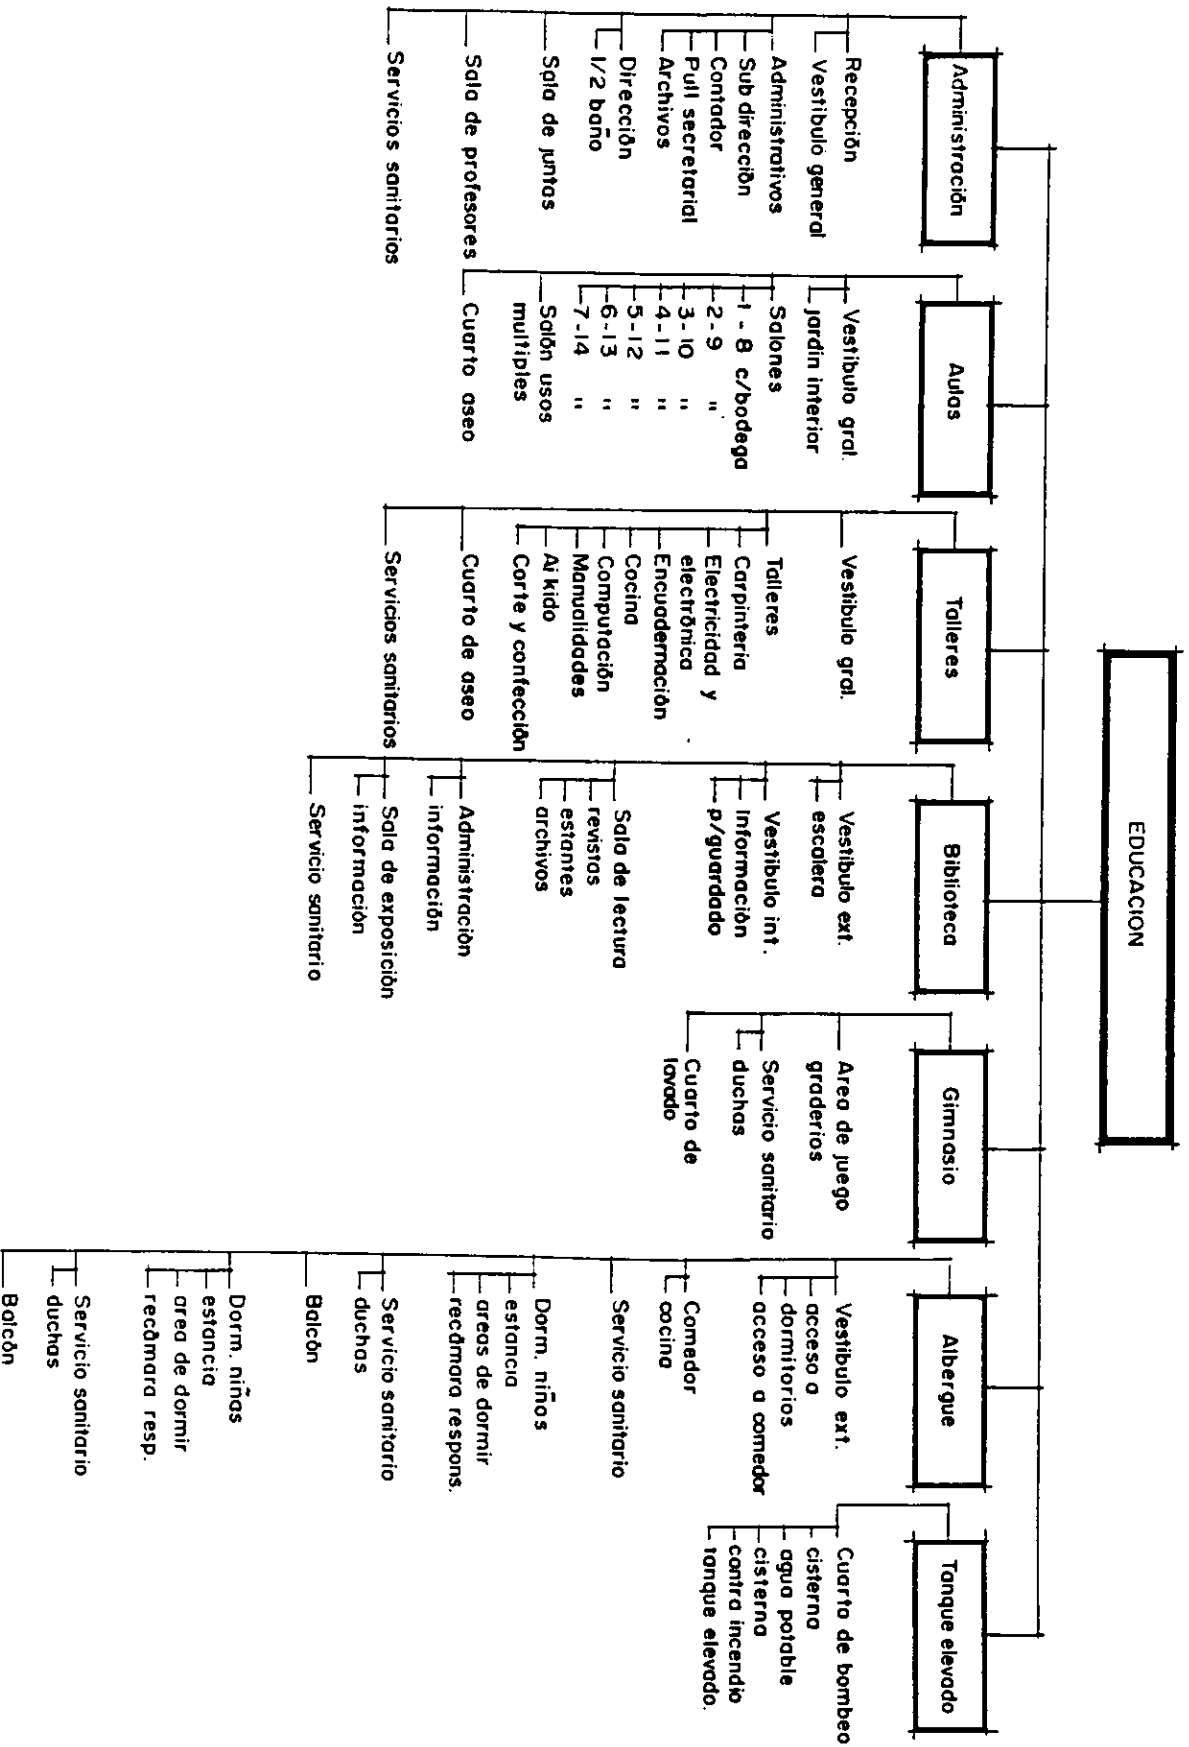 EDUCACION
Administración
Recepción
Vestibuló general
Administrativos
Sub dirección
Contador
Pull secretarial
Archivos
Dirección
1/2 baño
Sala de juntas
Sala de profesores
Servicios sanitarios
Aulas
Vestibulo gral.
jardin interior
Salones
1 - 8 c/bodega
2-9 "
3-10 "
4-11 "
5-12 "
6-13 "
7-14 "
Salón usos
multiples
Cuarto aseo
Talleres
Vestibulo gral.
Talleres
Carpinteria
Electricidad y
electrónica
Encuadernación
Cocina
Computación
Manualidades
Ai kido
Corte y confección
Cuarto de aseo
Servicios sanitarios
Biblioteca
Vestibulo ext.
escalera
Vestibulo int.
Información
p/guardado
Sala de lectura
revistas
estantes
archivos
Administración
información
Sala de exposición
información
Servicio sanitario
Gimnasio
Area de juego
graderios
Servicio sanitario
duchas
Cuarto de
lavado
Albergue
Vestibulo ext.
acceso a
dormitorios
acceso a comedor
Comedor
cocina
Servicio sanitario
Dorm. niños
estancia
areas de dormir
recámara respons.
Servicio sanitario
duchas
Balcón
Dorm. niñas
estancia
area de dormir
recámara resp.
Servicio sanitario
duchas
Balcón
Tanque elevado
Cuarto de bombeo
cisterna
agua potable
cisterna
contra incendio
tanque elevado.